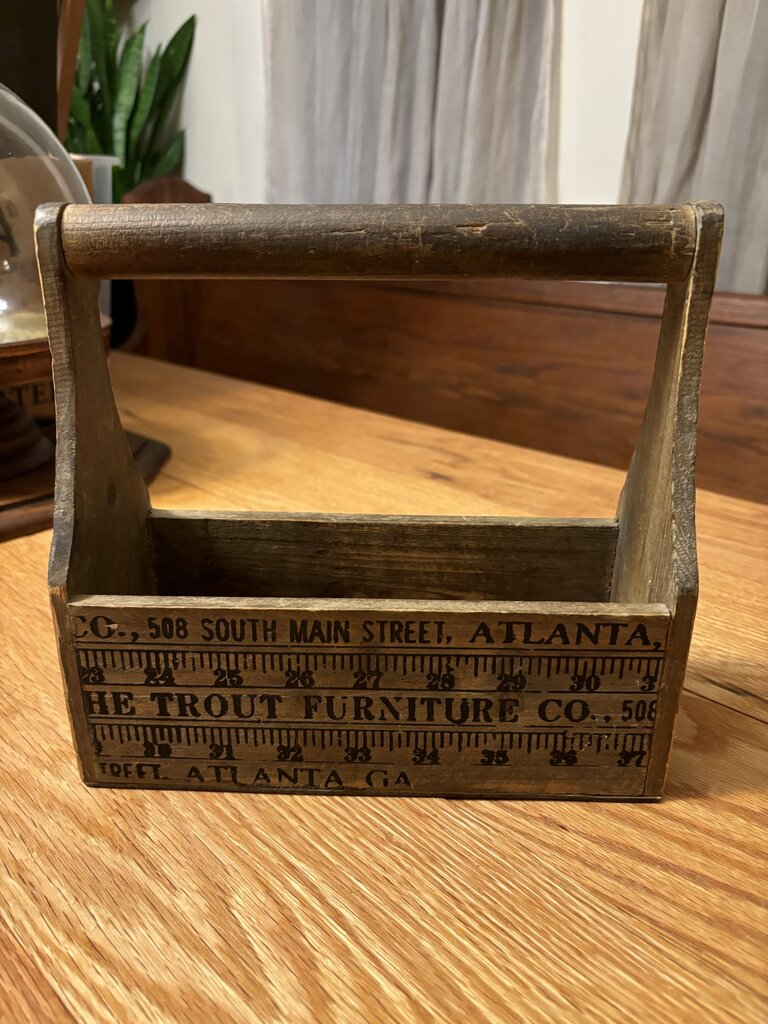 CO., 508 SOUTH MAIN STREET, ATLANTA,
23 24 25 26 27 28 29 30 3
HE TROUT FURNITURE CO., 508
31 32 33 34 35 36 37
TREET, ATLANTA GA